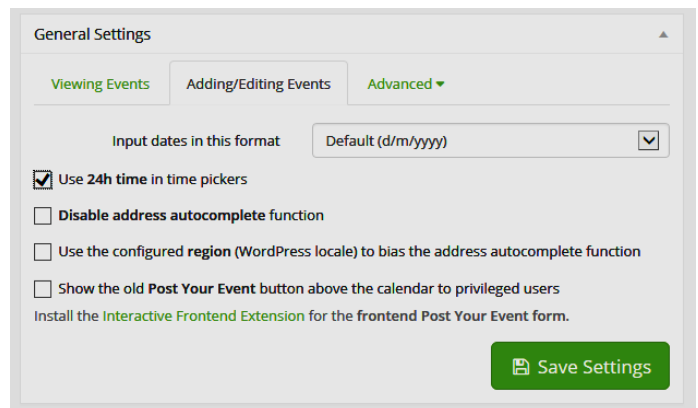 General Settings
Viewing Events
Adding/Editing Events
Advanced
Input dates in this format
Default (d/m/yyyy)
Use 24h time in time pickers
Disable address autocomplete function
Use the configured region (WordPress locale) to bias the address autocomplete function
Show the old Post Your Event button above the calendar to privileged users
Install the Interactive Frontend Extension for the frontend Post Your Event form.
Save Settings